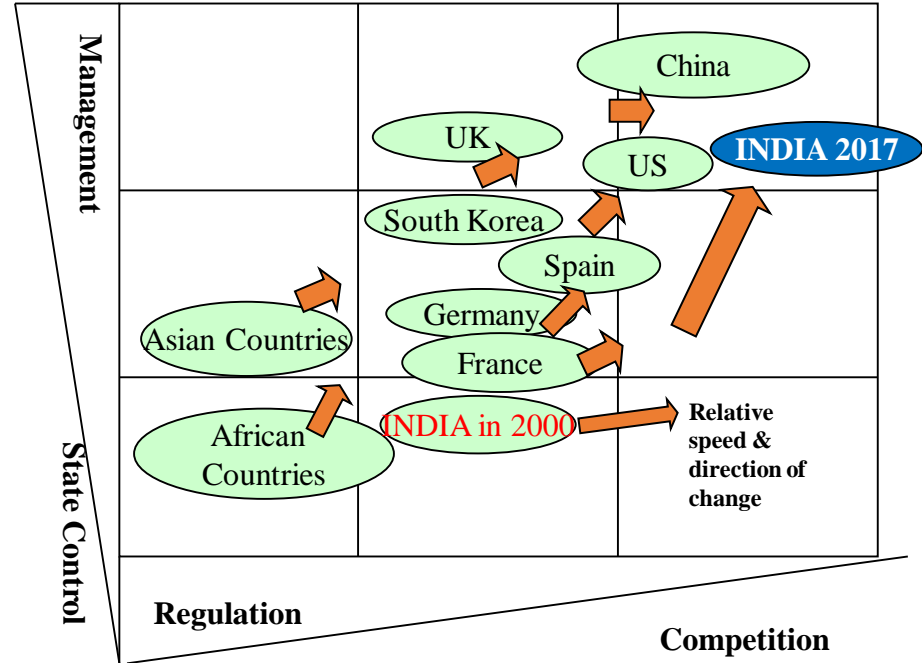 Management
State Control
China
UK
US
INDIA 2017
South Korea
Spain
Germany
Asian Countries
France
INDIA in 2000
African
Countries
Relative
speed &
direction of
change
Regulation
Competition